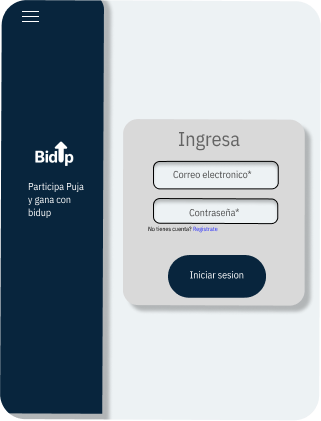 Bidup
Participa Puja
y gana con
bidup
Ingresa
Correo electronico*
Contraseña*
No tienes cuenta? Registrate
Iniciar sesion